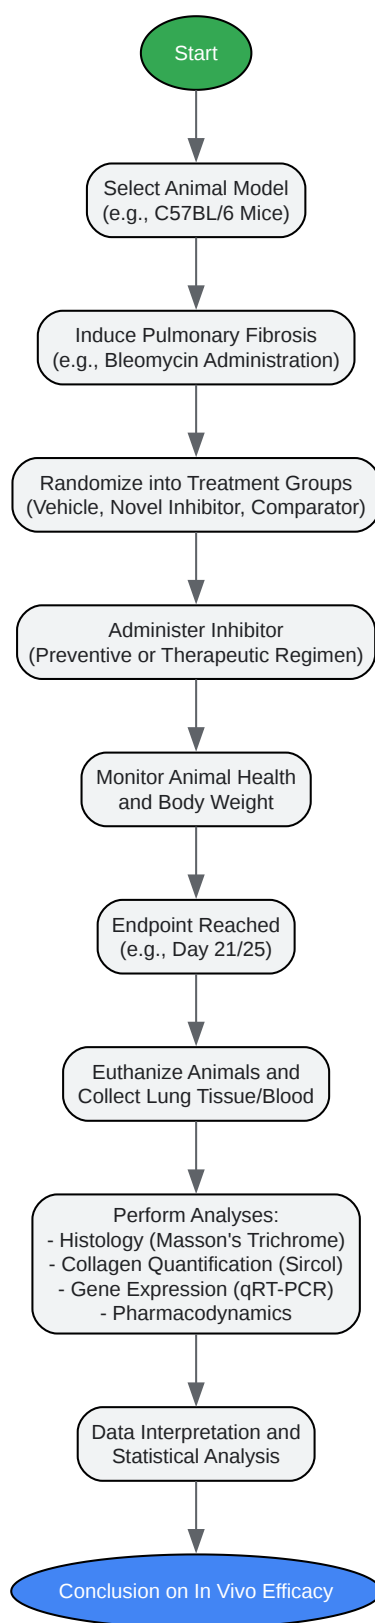 Start
Select Animal Model
(e.g., C57BL/6 Mice)
Induce Pulmonary Fibrosis
(e.g., Bleomycin Administration)
Randomize into Treatment Groups
(Vehicle, Novel Inhibitor, Comparator)
Administer Inhibitor
(Preventive or Therapeutic Regimen)
Monitor Animal Health
and Body Weight
Endpoint Reached
(e.g., Day 21/25)
Euthanize Animals and
Collect Lung Tissue/Blood
Perform Analyses:
- Histology (Masson's Trichrome)
- Collagen Quantification (Sircol)
- Gene Expression (qRT-PCR)
- Pharmacodynamics
Data Interpretation and
Statistical Analysis
Conclusion on In Vivo Efficacy